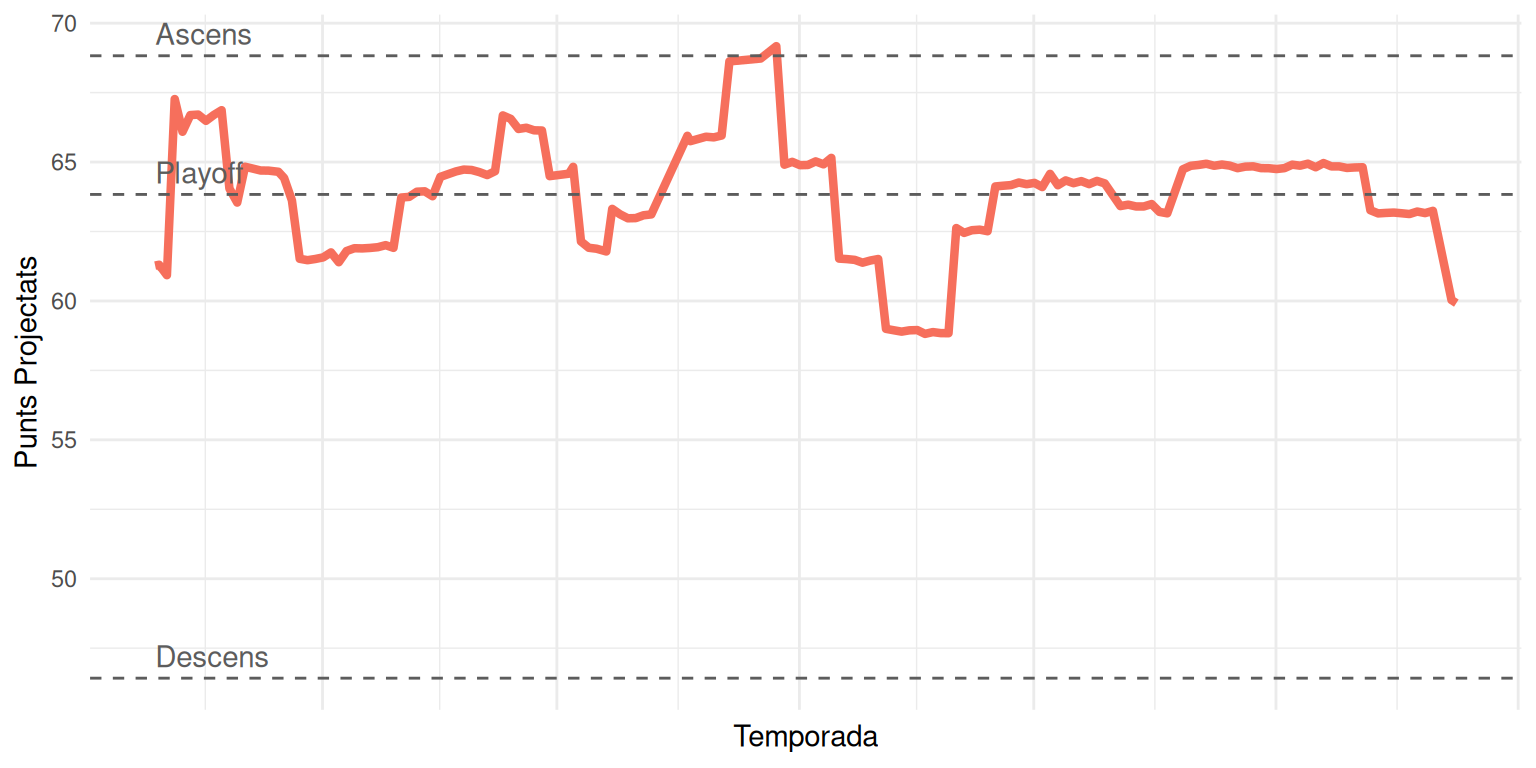 70
Ascens
65
Playoff
60
55
50
Descens
Punts Projectats
Temporada